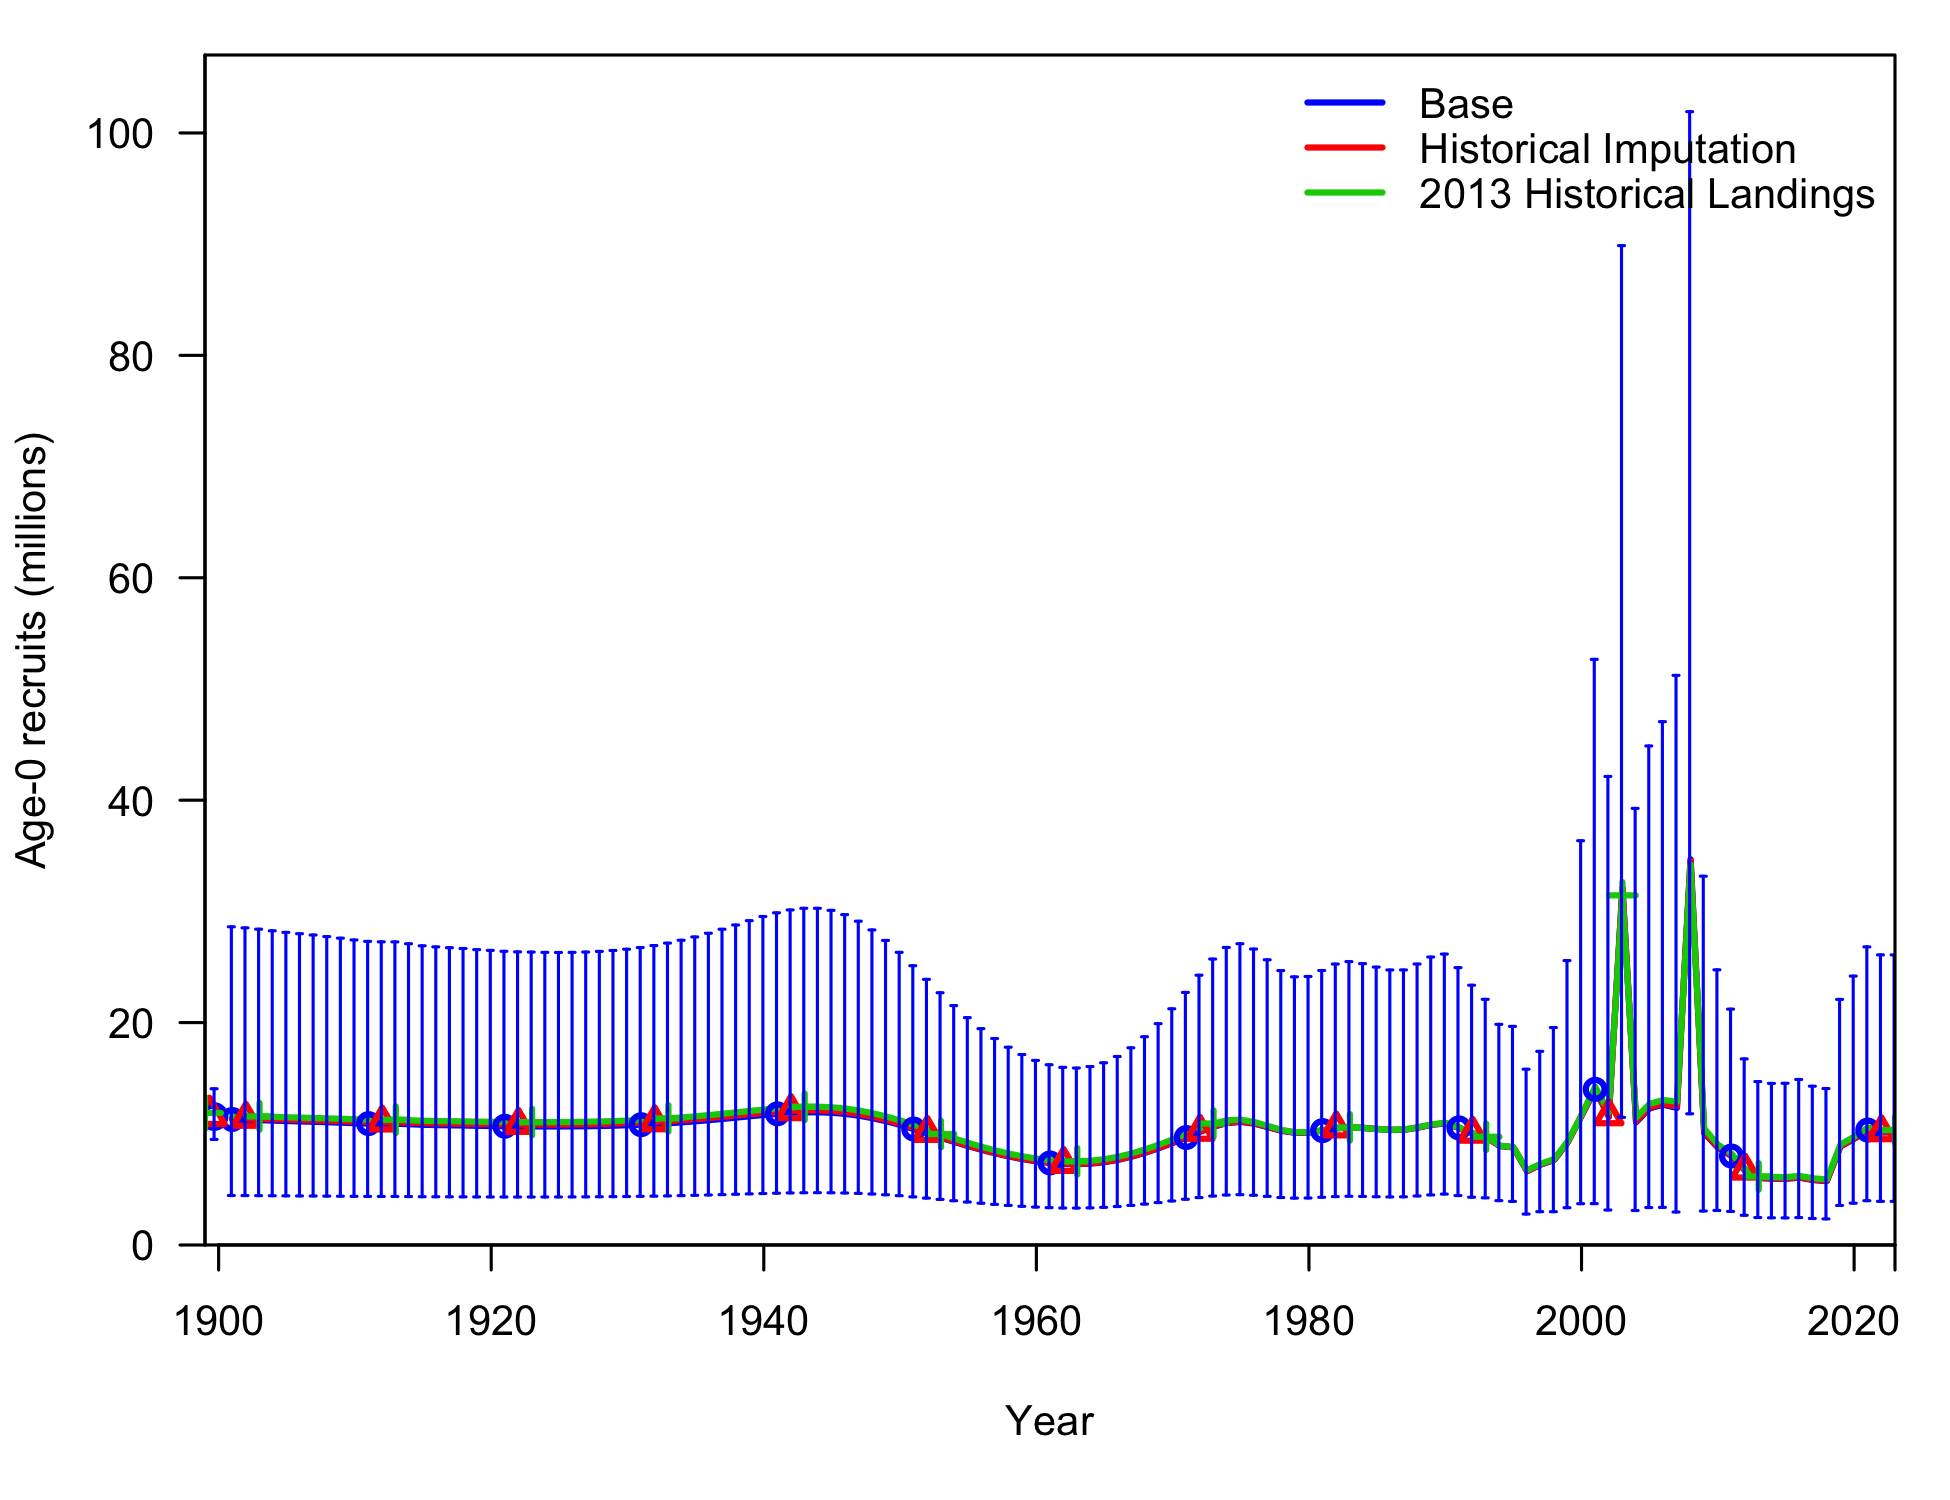 Base
Historical Imputation
2013 Historical Landings
Age-0 recruits (millions)
100
80
60
40
20
0
1900 1920 1940 1960 1980 2000 2020
Year